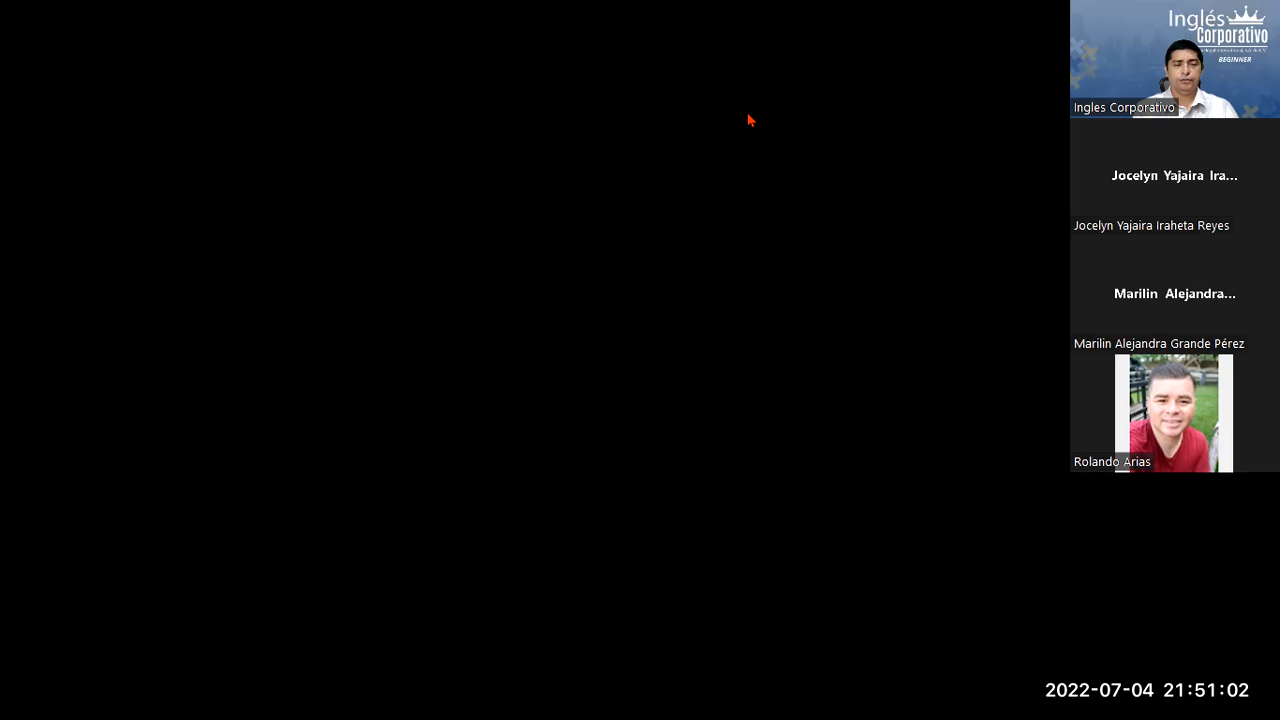 Inglés
Corporativo
BEGINNER
Ingles Corporativo
Jocelyn Yajaira Ira...
Jocelyn Yajaira Iraheta Reyes
Marilin Alejandra...
Marilin Alejandra Grande Pérez
Rolando Arias
2022-07-04 21:51:02